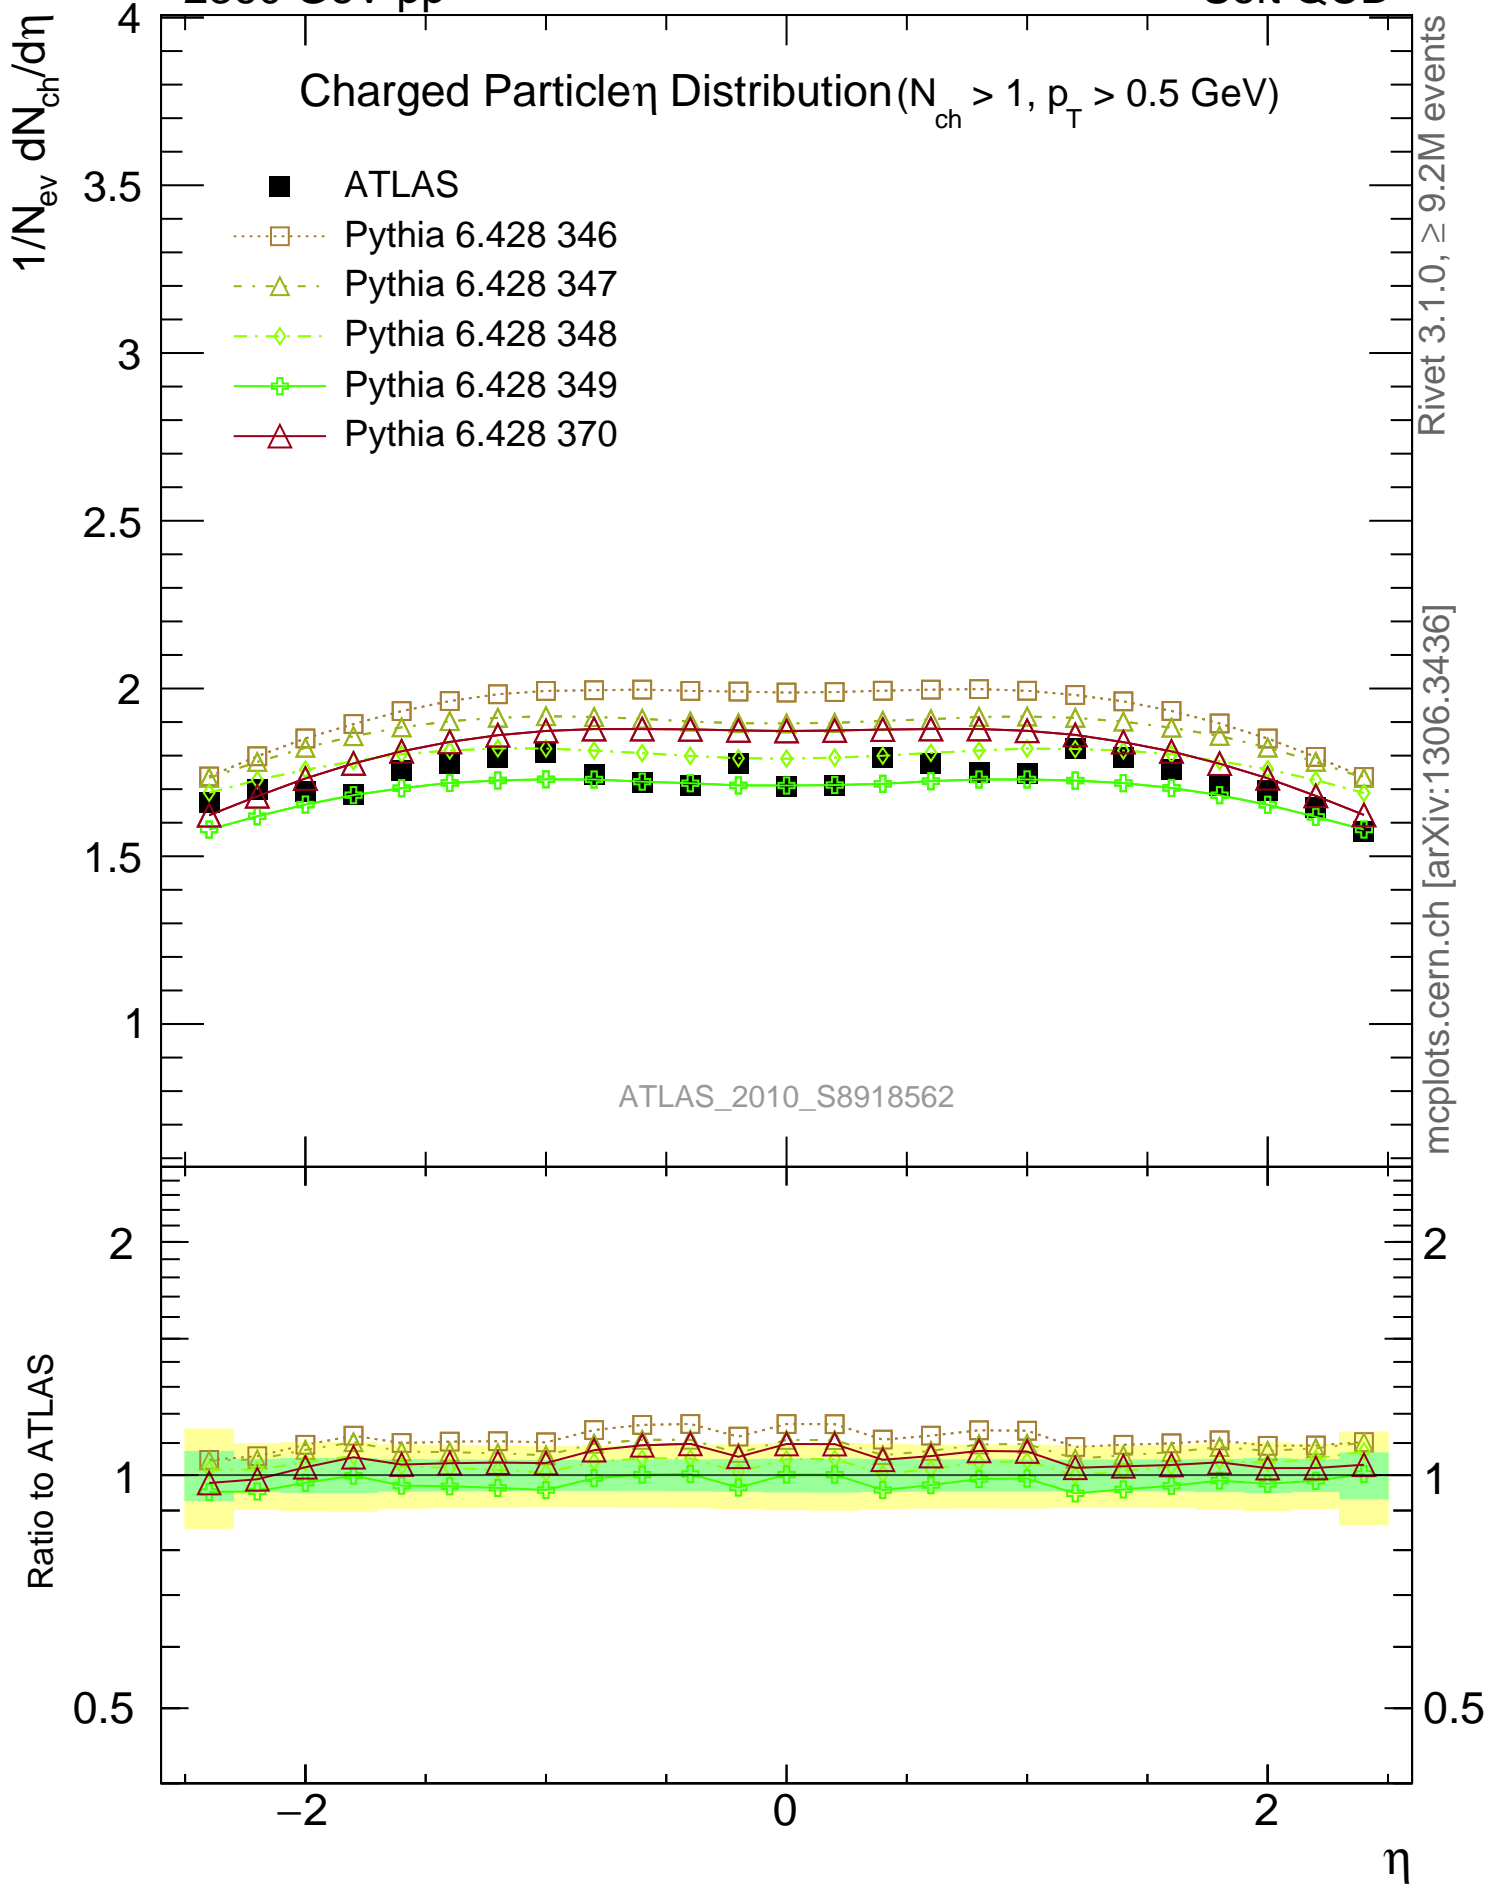 Charged Particleη Distribution (N_ch > 1, p_T > 0.5 GeV)
1/N_ev dN_ch/dη
ATLAS
Pythia 6.428 346
Pythia 6.428 347
Pythia 6.428 348
Pythia 6.428 349
Pythia 6.428 370
4
3.5
3
2.5
2
1.5
1
ATLAS_2010_S8918562
Rivet 3.1.0, ≥ 9.2M events
mcplots.cern.ch [arXiv:1306.3436]
Ratio to ATLAS
2
1
0.5
2
1
0.5
−2
0
2
η